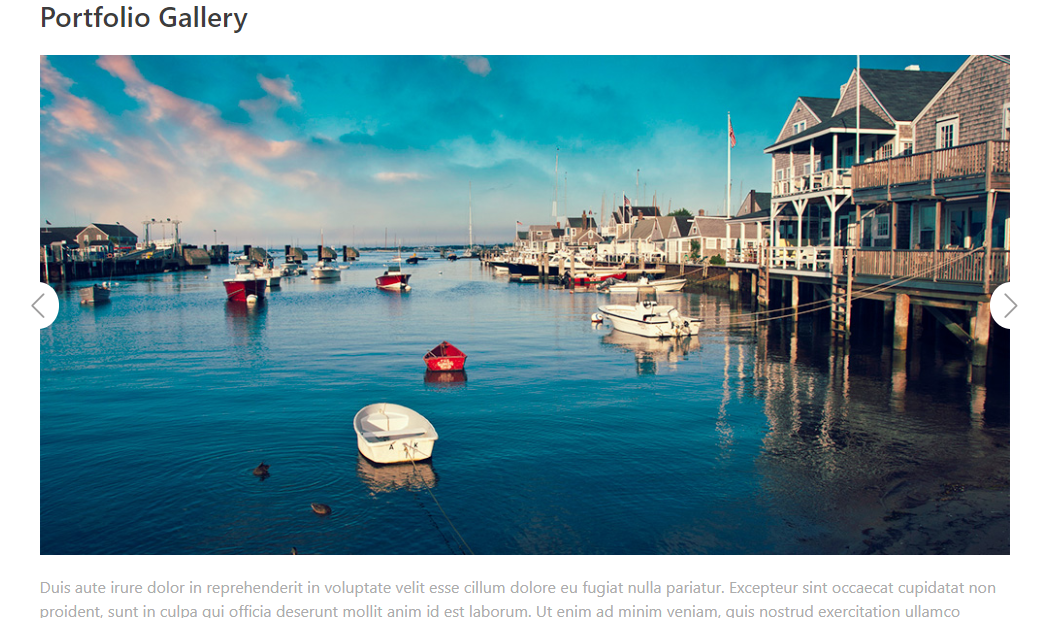 Portfolio Gallery
A K
Duis aute irure dolor in reprehenderit in voluptate velit esse cillum dolore eu fugiat nulla pariatur. Excepteur sint occaecat cupidatat non
proident, sunt in culpa qui officia deserunt mollit anim id est laborum. Ut enim ad minim veniam, quis nostrud exercitation ullamco